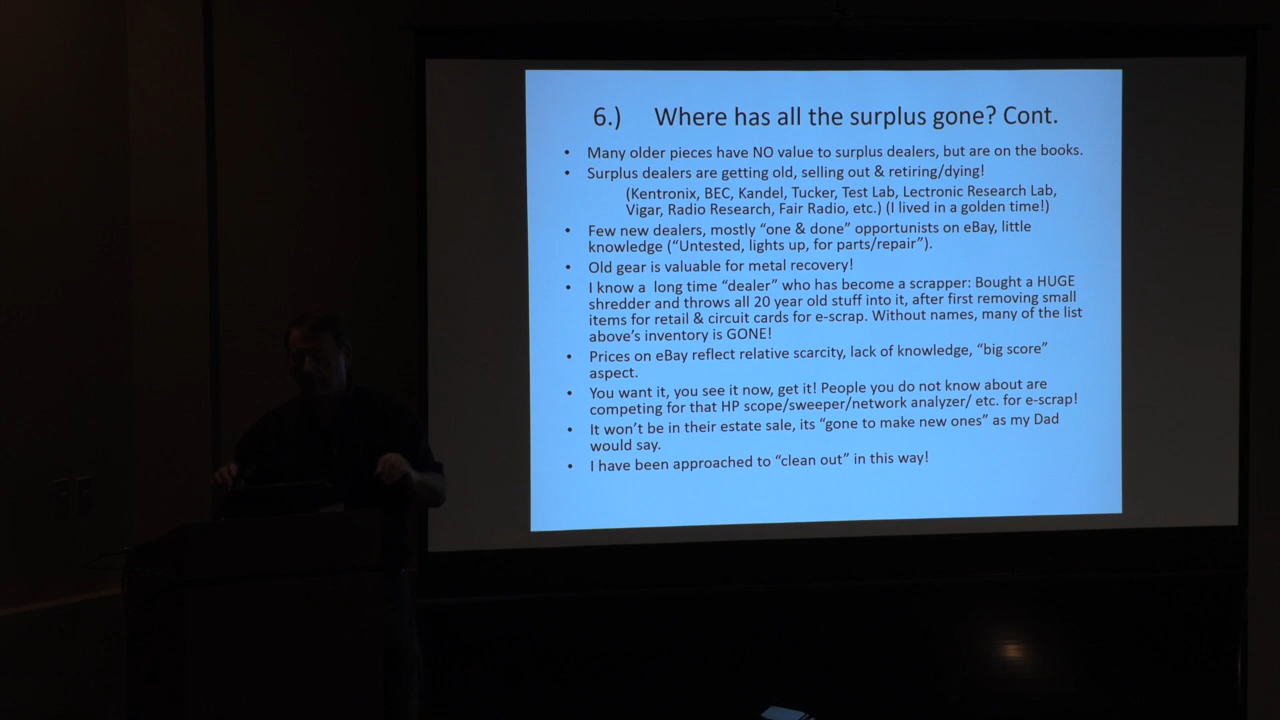 6.) Where has all the surplus gone? Cont.
• Many older pieces have NO value to surplus dealers, but are on the books.
• Surplus dealers are getting old, selling out & retiring/dying!
(Kentronix, BEC, Kandel, Tucker, Test Lab, Lectronic Research Lab,
Vigar, Radio Research, Fair Radio, etc.) (I lived in a golden time!)
• Few new dealers, mostly “one & done” opportunists on eBay, little
knowledge (“Untested, lights up, for parts/repair”).
• Old gear is valuable for metal recovery!
• I know a long time “dealer” who has become a scrapper: Bought a HUGE
shredder and throws all 20 year old stuff into it, after first removing small
items for retail & circuit cards for e-scrap. Without names, many of the list
above’s inventory is GONE!
• Prices on eBay reflect relative scarcity, lack of knowledge, “big score”
aspect.
• You want it, you see it now, get it! People you do not know about are
competing for that HP scope/sweeper/network analyzer/ etc. for e-scrap!
• It won’t be in their estate sale, its “gone to make new ones” as my Dad
would say.
• I have been approached to “clean out” in this way!